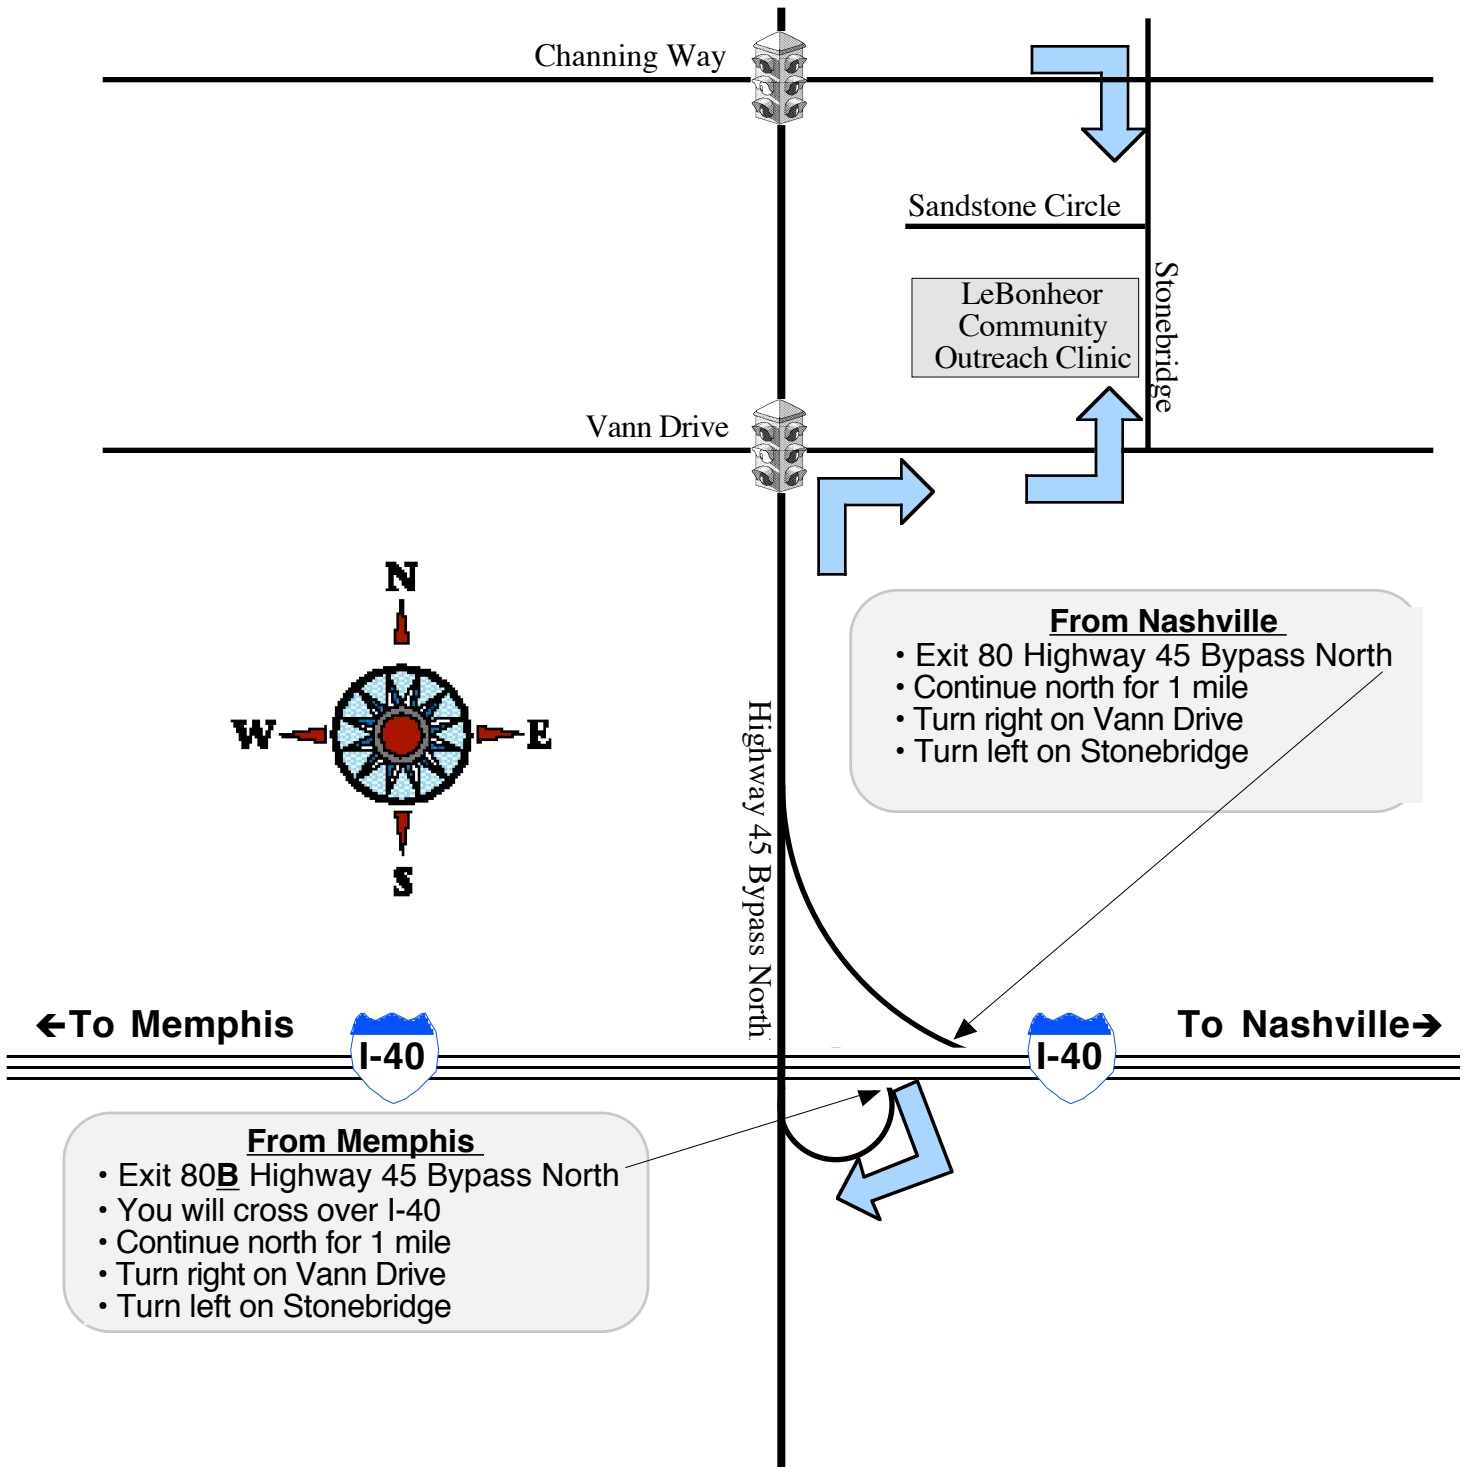 Channing Way
Sandstone Circle
Stonebridge
LeBonheor
Community
Outreach Clinic
Vann Drive
N
W
E
S
From Nashville
• Exit 80 Highway 45 Bypass North
• Continue north for 1 mile
• Turn right on Vann Drive
• Turn left on Stonebridge
Highway 45 Bypass North
←To Memphis
I-40
I-40
To Nashville→
From Memphis
• Exit 80B Highway 45 Bypass North
• You will cross over I-40
• Continue north for 1 mile
• Turn right on Vann Drive
• Turn left on Stonebridge